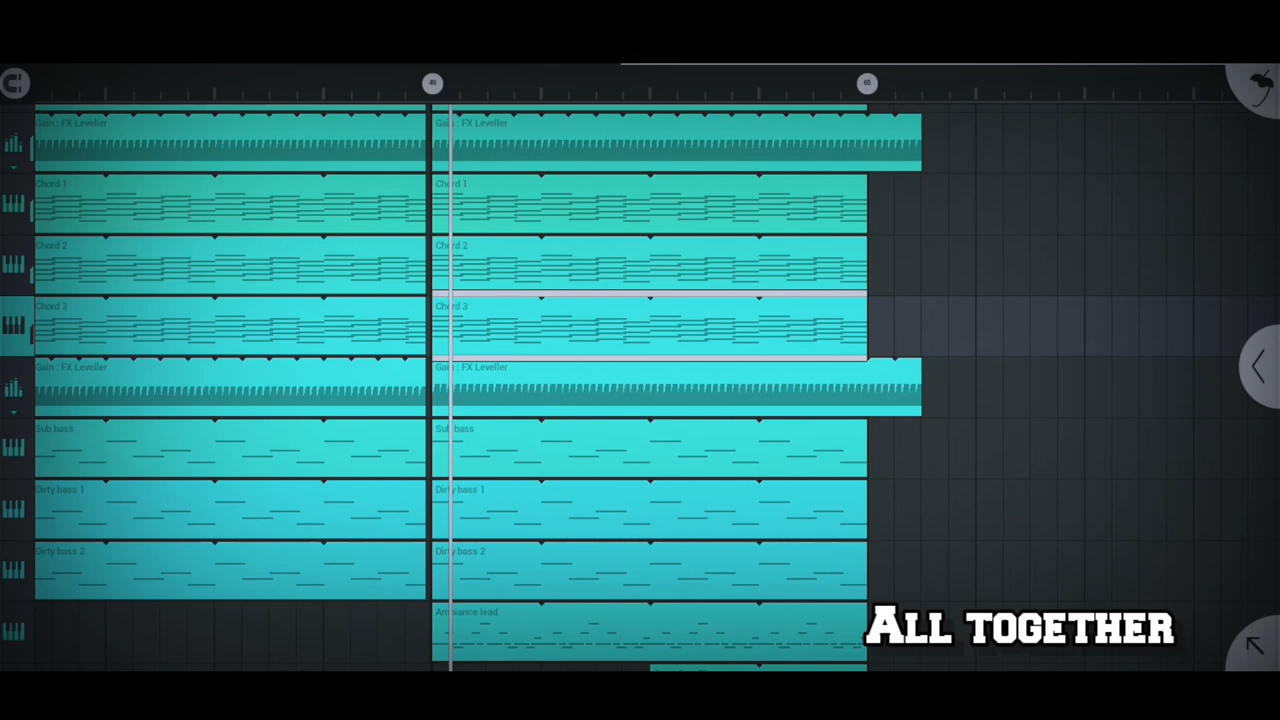 49 65
Gain : FX Leveller Gain : FX Leveller
Chord 1 Chord 1
Chord 2 Chord 2
Chord 3 Chord 3
Gain : FX Leveller Gain : FX Leveller
Sub bass Sub bass
Dirty bass 1 Dirty bass 1
Dirty bass 2 Dirty bass 2
Ambiance lead
All together